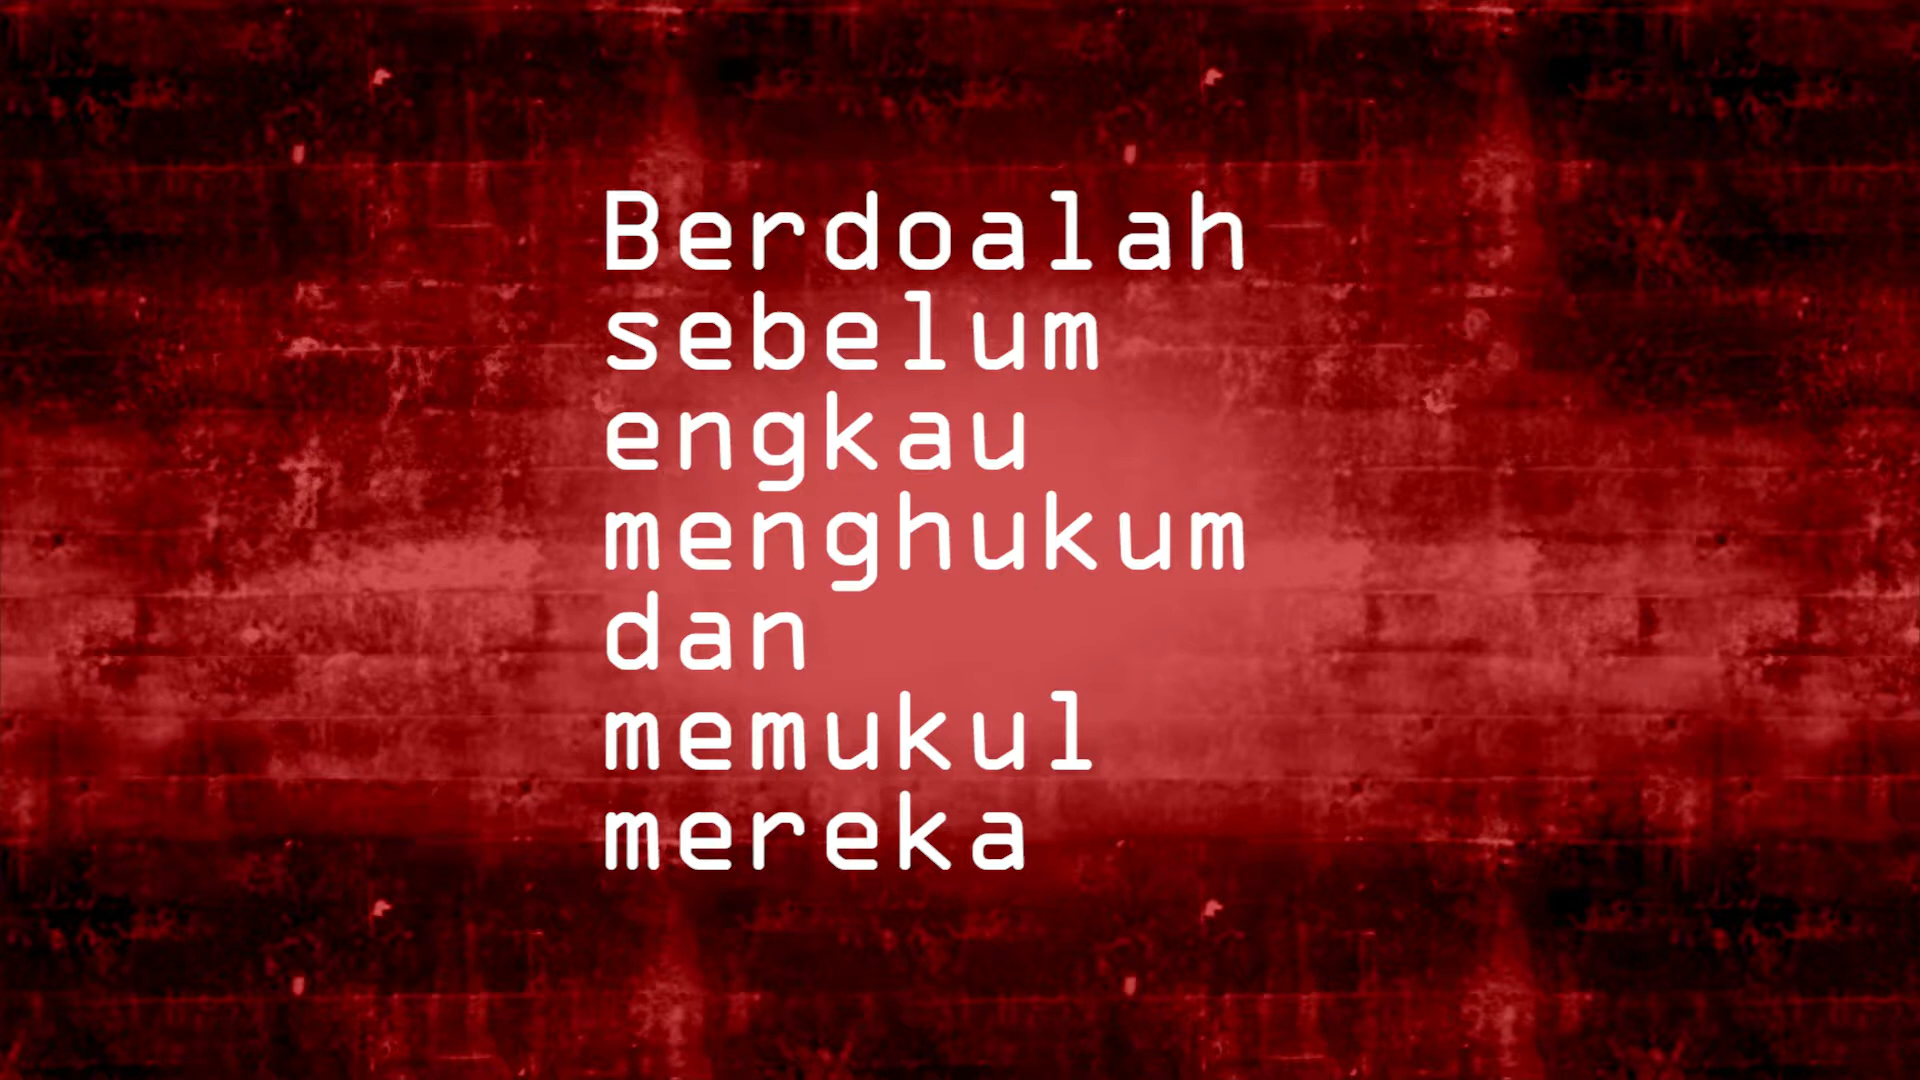 Berdoalah
sebelum
engkau
menghukum
dan
memukul
mereka